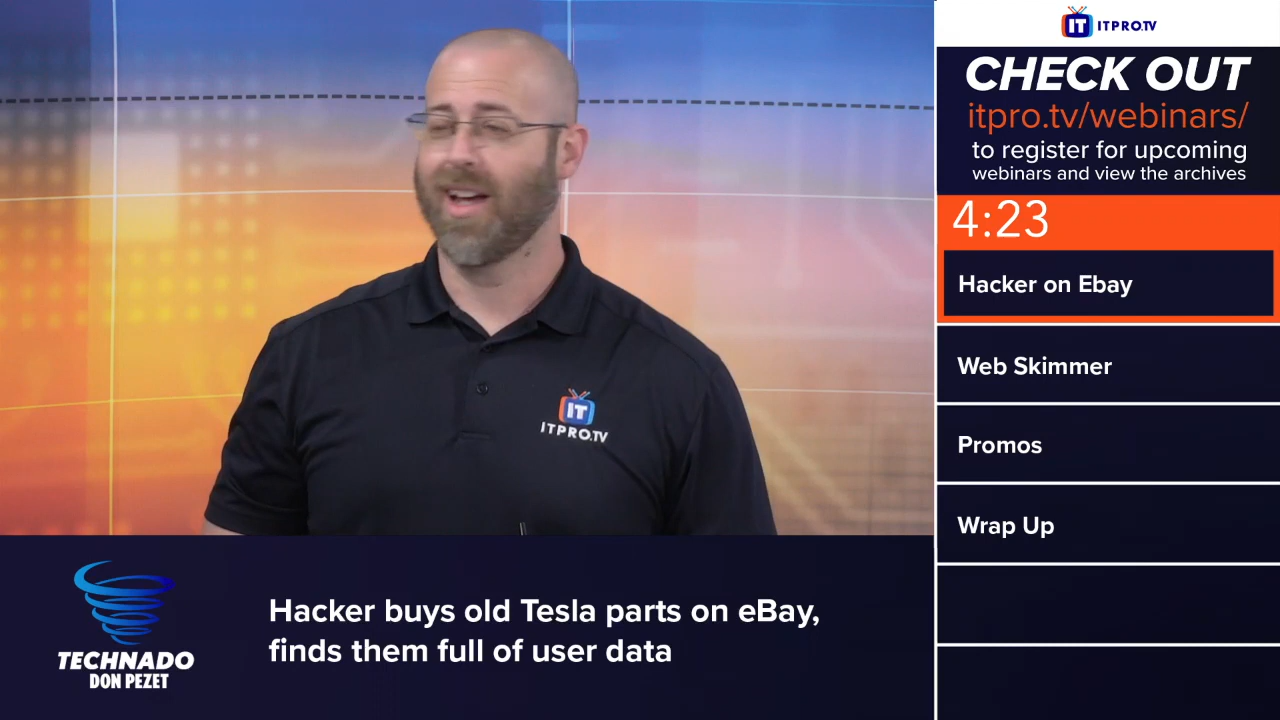 IT
ITPRO.TV
CHECK OUT
itpro.tv/webinars/
to register for upcoming
webinars and view the archives
4:23
Hacker on Ebay
Web Skimmer
Promos
Wrap Up
IT
ITPRO.TV
Hacker buys old Tesla parts on eBay,
finds them full of user data
TECHNADO
DON PEZET